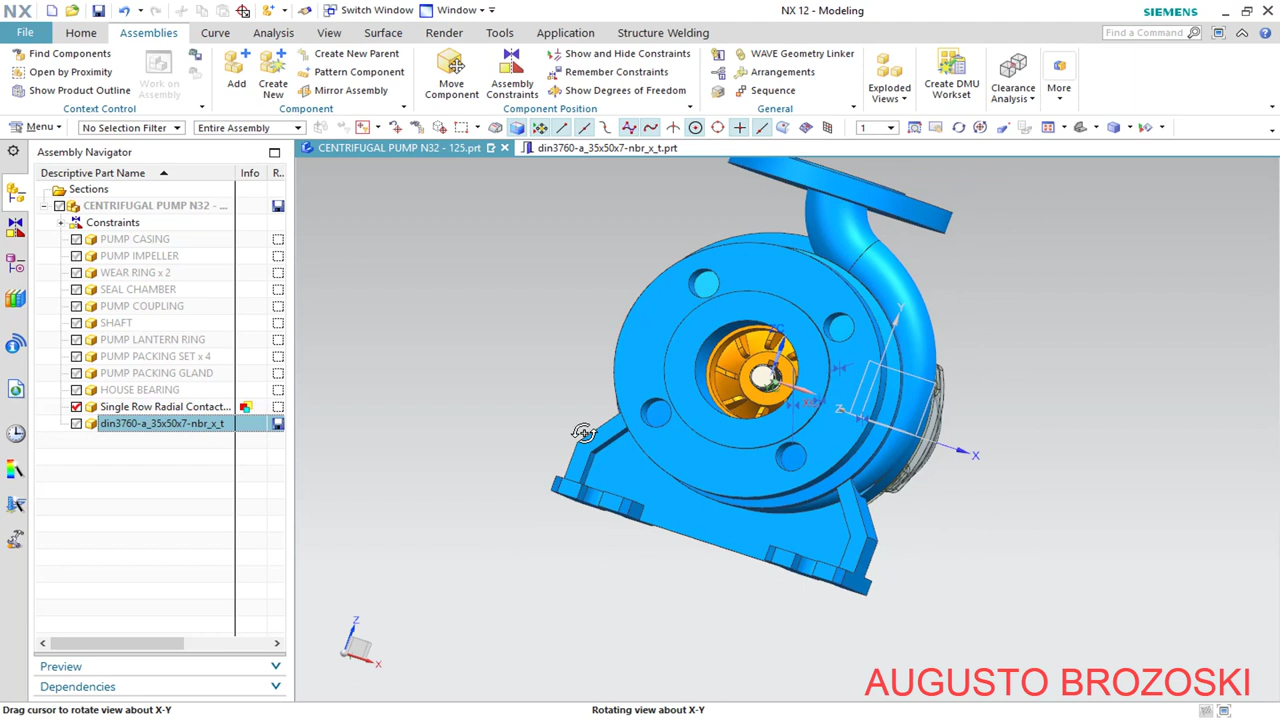 NX
Switch Window
Window
NX 12 - Modeling
SIEMENS
File
Home
Assemblies
Curve
Analysis
View
Surface
Render
Tools
Application
Structure Welding
Find a Command
Find Components
Open by Proximity
Show Product Outline
Work on Assembly
Context Control
Add
Create New
Create New Parent
Pattern Component
Mirror Assembly
Component
Move Component
Assembly Constraints
Show and Hide Constraints
Remember Constraints
Show Degrees of Freedom
Component Position
WAVE Geometry Linker
Arrangements
Sequence
General
Exploded Views
Create DMU Workset
Clearance Analysis
More
Menu
No Selection Filter
Entire Assembly
1
Assembly Navigator
CENTRIFUGAL PUMP N32 - 125.prt
din3760-a_35x50x7-nbr_x_t.prt
Descriptive Part Name
Info
R..
Sections
CENTRIFUGAL PUMP N32 - ...
Constraints
PUMP CASING
PUMP IMPELLER
WEAR RING x 2
SEAL CHAMBER
PUMP COUPLING
SHAFT
PUMP LANTERN RING
PUMP PACKING SET x 4
PUMP PACKING GLAND
HOUSE BEARING
Single Row Radial Contact...
din3760-a_35x50x7-nbr_x_t
Y
Z
X
Z
X
Preview
Dependencies
AUGUSTO BROZOSKI
Drag cursor to rotate view about X-Y
Rotating view about X-Y